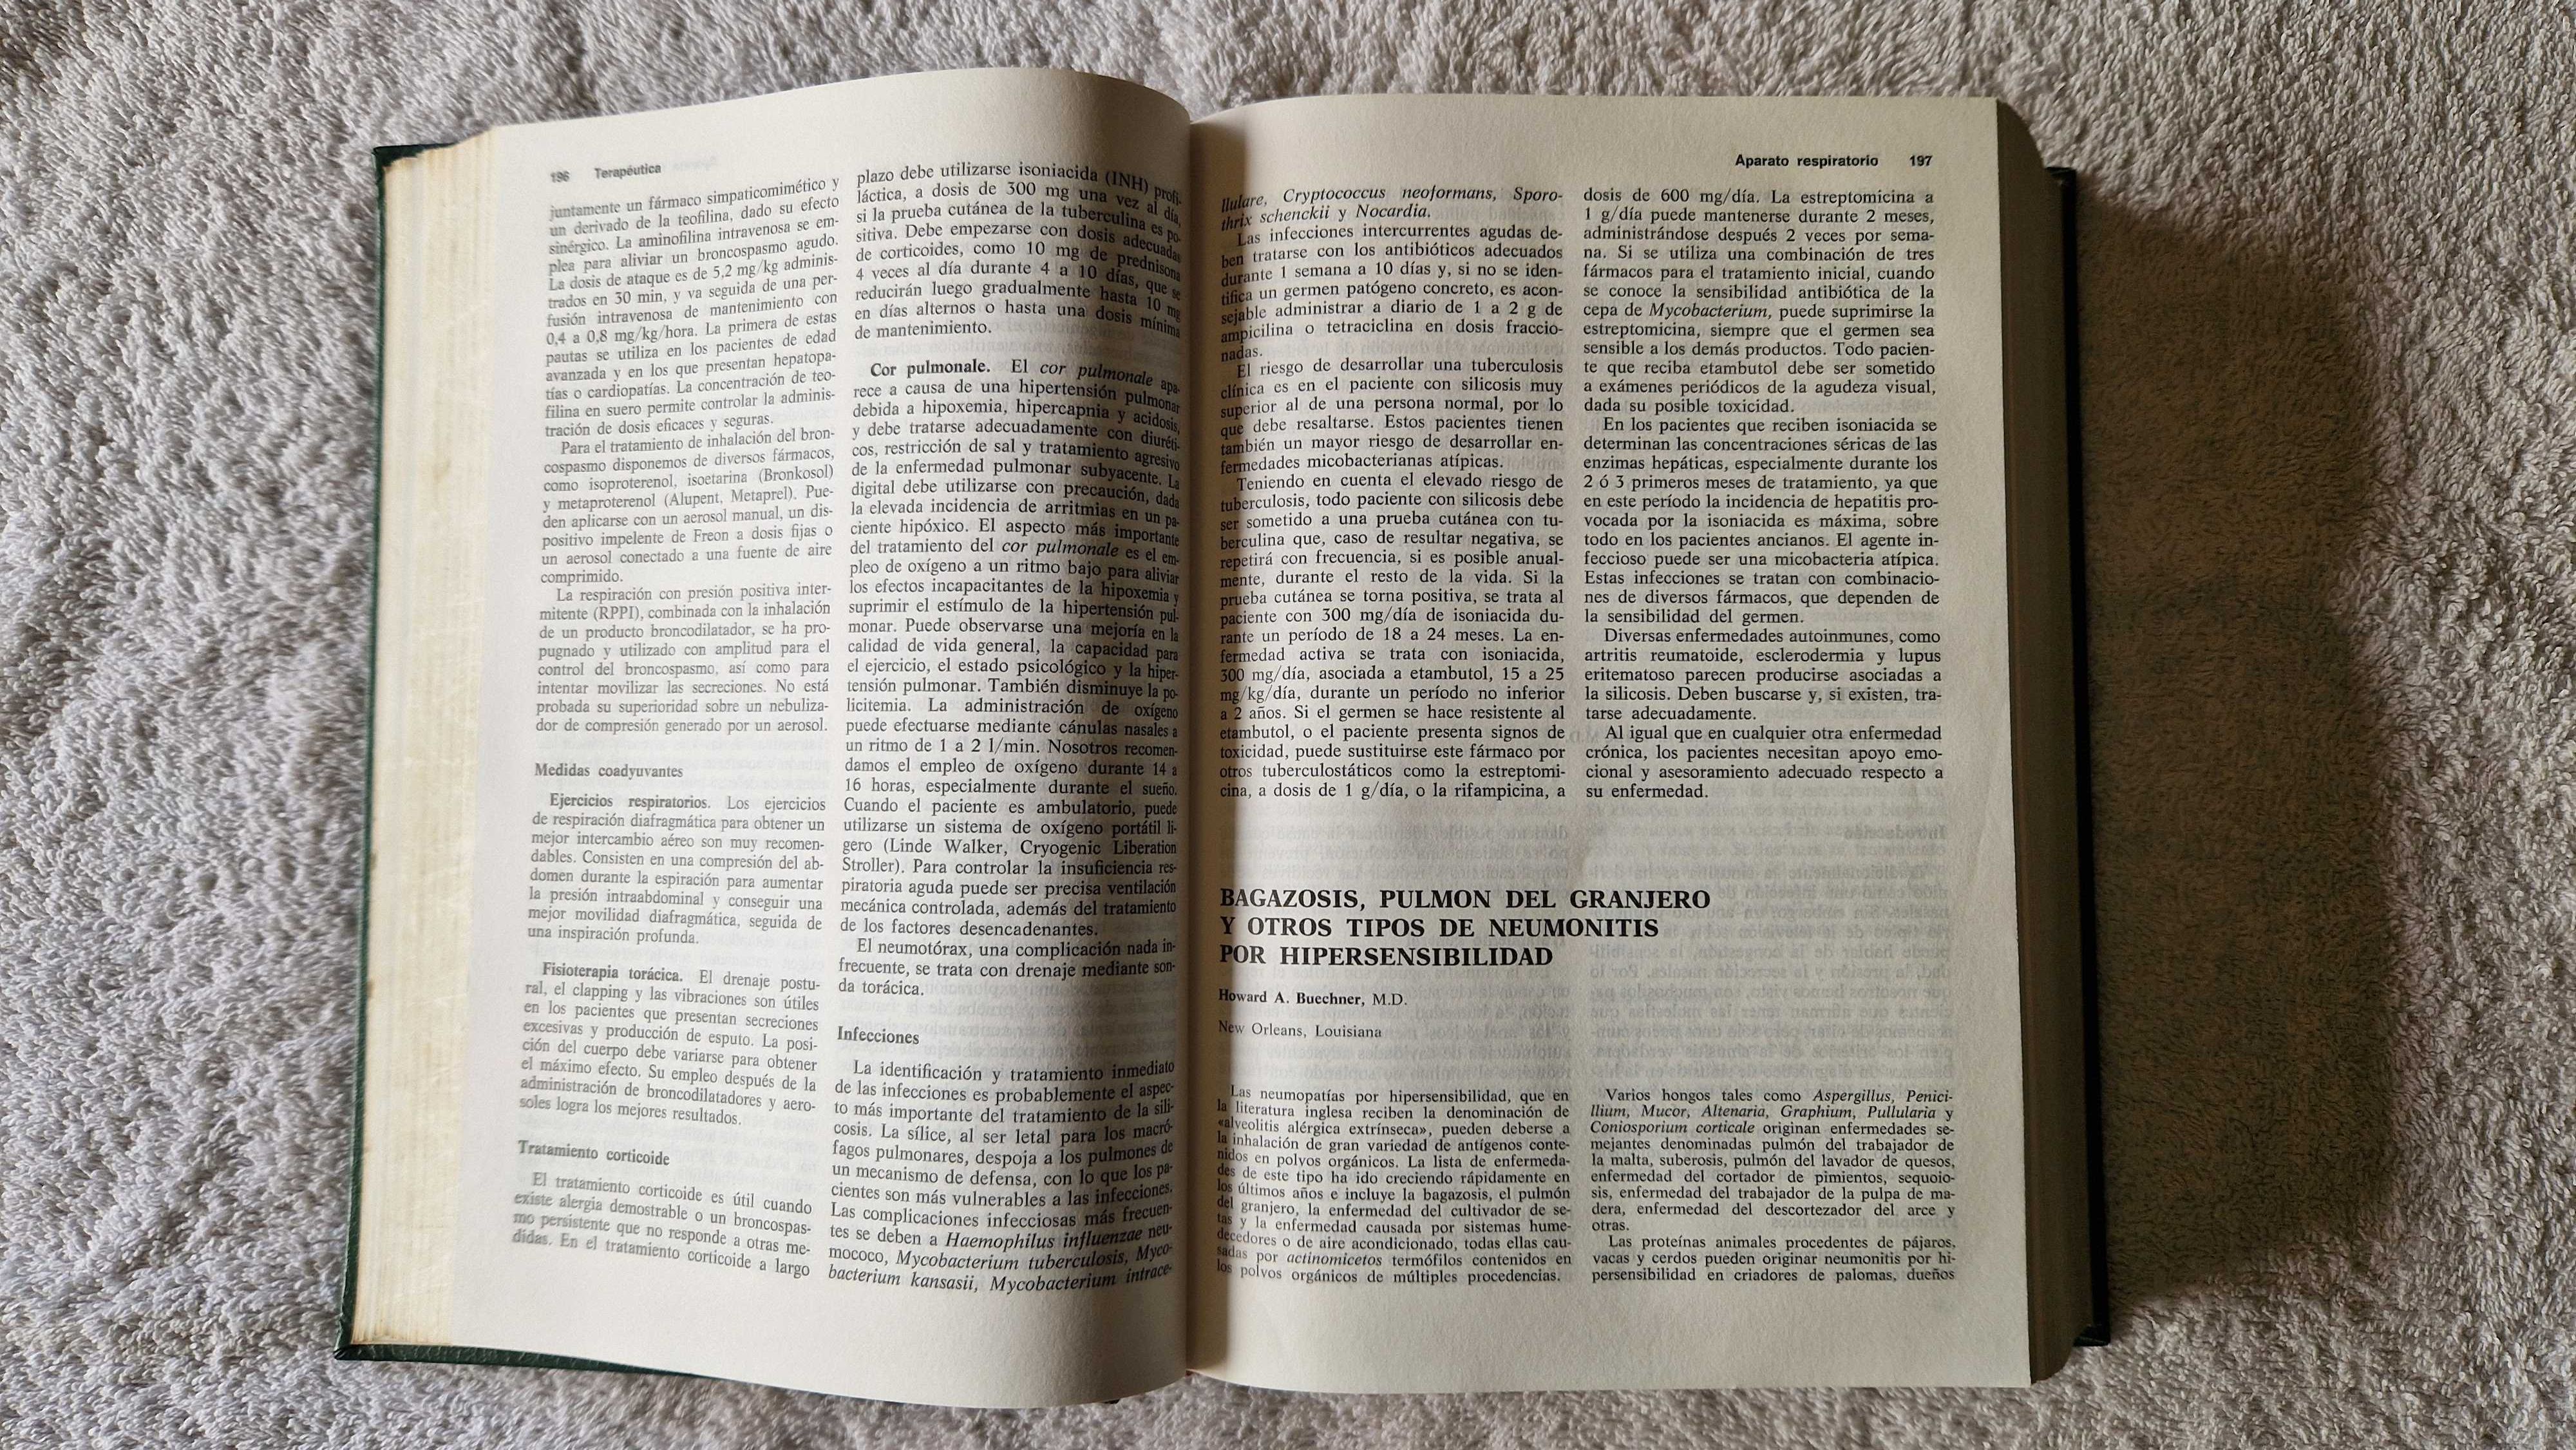 196 Terapéutica
juntamente un fármaco simpaticomimético y
un derivado de la teofilina, dado su efecto
sinérgico. La aminofilina intravenosa se em-
plea para aliviar un broncospasmo agudo.
La dosis de ataque es de 5,2 mg/kg adminis-
trados en 30 min, y va seguida de una per-
fusión intravenosa de mantenimiento con
0,4 a 0,8 mg/kg/hora. La primera de estas
pautas se utiliza en los pacientes de edad
avanzada y en los que presentan hepatopa-
tías o cardiopatías. La concentración de teo-
filina en suero permite controlar la adminis-
tración de dosis eficaces y seguras.
Para el tratamiento de inhalación del bron-
cospasmo disponemos de diversos fármacos,
como isoproterenol, isoetarina (Bronkosol)
y metaproterenol (Alupent, Metaprel). Pue-
den aplicarse con un aerosol manual, un dis-
positivo impelente de Freon a dosis fijas o
un aerosol conectado a una fuente de aire
comprimido.
La respiración con presión positiva inter-
mitente (RPPI), combinada con la inhalación
de un producto broncodilatador, se ha pro-
pugnado y utilizado con amplitud para el
control del broncospasmo, así como para
intentar movilizar las secreciones. No está
probada su superioridad sobre un nebuliza-
dor de compresión generado por un aerosol.
Medidas coadyuvantes
Ejercicios respiratorios. Los ejercicios
de respiración diafragmática para obtener un
mejor intercambio aéreo son muy recomen-
dables. Consisten en una compresión del ab-
domen durante la espiración para aumentar
la presión intraabdominal y conseguir una
mejor movilidad diafragmática, seguida de
una inspiración profunda.
Fisioterapia torácica. El drenaje postu-
ral, el clapping y las vibraciones son útiles
en los pacientes que presentan secreciones
excesivas y producción de esputo. La posi-
ción del cuerpo debe variarse para obtener
el máximo efecto. Su empleo después de la
administración de broncodilatadores y aero-
soles logra los mejores resultados.
Tratamiento corticoide
El tratamiento corticoide es útil cuando
existe alergia demostrable o un broncospas-
mo persistente que no responde a otras me-
didas. En el tratamiento corticoide a largo
plazo debe utilizarse isoniacida (INH) profi-
láctica, a dosis de 300 mg una vez al día,
si la prueba cutánea de la tuberculina es po-
sitiva. Debe empezarse con dosis adecuadas
de corticoides, como 10 mg de prednisona
4 veces al día durante 4 a 10 días, que se
reducirán luego gradualmente hasta 10 mg
en días alternos o hasta una dosis mínima
de mantenimiento.
Cor pulmonale. El cor pulmonale apa-
rece a causa de una hipertensión pulmonar
debida a hipoxemia, hipercapnia y acidosis,
y debe tratarse adecuadamente con diuréti-
cos, restricción de sal y tratamiento agresivo
de la enfermedad pulmonar subyacente. La
digital debe utilizarse con precaución, dada
la elevada incidencia de arritmias en un pa-
ciente hipóxico. El aspecto más importante
del tratamiento del cor pulmonale es el em-
pleo de oxígeno a un ritmo bajo para aliviar
los efectos incapacitantes de la hipoxemia y
suprimir el estímulo de la hipertensión pul-
monar. Puede observarse una mejoría en la
calidad de vida general, la capacidad para
el ejercicio, el estado psicológico y la hiper-
tensión pulmonar. También disminuye la po-
licitemia. La administración de oxígeno
puede efectuarse mediante cánulas nasales a
un ritmo de 1 a 2 l/min. Nosotros recomen-
damos el empleo de oxígeno durante 14 a
16 horas, especialmente durante el sueño.
Cuando el paciente es ambulatorio, puede
utilizarse un sistema de oxígeno portátil li-
gero (Linde Walker, Cryogenic Liberation
Stroller). Para controlar la insuficiencia res-
piratoria aguda puede ser precisa ventilación
mecánica controlada, además del tratamiento
de los factores desencadenantes.
El neumotórax, una complicación nada in-
frecuente, se trata con drenaje mediante son-
da torácica.
Infecciones
La identificación y tratamiento inmediato
de las infecciones es probablemente el aspec-
to más importante del tratamiento de la sili-
cosis. La sílice, al ser letal para los macró-
fagos pulmonares, despoja a los pulmones de
un mecanismo de defensa, con lo que los pa-
cientes son más vulnerables a las infecciones.
Las complicaciones infecciosas más frecuen-
tes se deben a Haemophilus influenzae neu-
mococo, Mycobacterium tuberculosis, Myco-
bacterium kansasii, Mycobacterium intrace-
Aparato respiratorio 197
llulare, Cryptococcus neoformans, Sporo-
thrix schenckii y Nocardia.
Las infecciones intercurrentes agudas de-
ben tratarse con los antibióticos adecuados
durante 1 semana a 10 días y, si no se iden-
tifica un germen patógeno concreto, es acon-
sejable administrar a diario de 1 a 2 g de
ampicilina o tetraciclina en dosis fraccio-
nadas.
El riesgo de desarrollar una tuberculosis
clínica es en el paciente con silicosis muy
superior al de una persona normal, por lo
que debe resaltarse. Estos pacientes tienen
también un mayor riesgo de desarrollar en-
fermedades micobacterianas atípicas.
Teniendo en cuenta el elevado riesgo de
tuberculosis, todo paciente con silicosis debe
ser sometido a una prueba cutánea con tu-
berculina que, caso de resultar negativa, se
repetirá con frecuencia, si es posible anual-
mente, durante el resto de la vida. Si la
prueba cutánea se torna positiva, se trata al
paciente con 300 mg/día de isoniacida du-
rante un período de 18 a 24 meses. La en-
fermedad activa se trata con isoniacida,
300 mg/día, asociada a etambutol, 15 a 25
mg/kg/día, durante un período no inferior
a 2 años. Si el germen se hace resistente al
etambutol, o el paciente presenta signos de
toxicidad, puede sustituirse este fármaco por
otros tuberculostáticos como la estreptomi-
cina, a dosis de 1 g/día, o la rifampicina, a
dosis de 600 mg/día. La estreptomicina a
1 g/día puede mantenerse durante 2 meses,
administrándose después 2 veces por sema-
na. Si se utiliza una combinación de tres
fármacos para el tratamiento inicial, cuando
se conoce la sensibilidad antibiótica de la
cepa de Mycobacterium, puede suprimirse la
estreptomicina, siempre que el germen sea
sensible a los demás productos. Todo pacien-
te que reciba etambutol debe ser sometido
a exámenes periódicos de la agudeza visual,
dada su posible toxicidad.
En los pacientes que reciben isoniacida se
determinan las concentraciones séricas de las
enzimas hepáticas, especialmente durante los
2 ó 3 primeros meses de tratamiento, ya que
en este período la incidencia de hepatitis pro-
vocada por la isoniacida es máxima, sobre
todo en los pacientes ancianos. El agente in-
feccioso puede ser una micobacteria atípica.
Estas infecciones se tratan con combinacio-
nes de diversos fármacos, que dependen de
la sensibilidad del germen.
Diversas enfermedades autoinmunes, como
artritis reumatoide, esclerodermia y lupus
eritematoso parecen producirse asociadas a
la silicosis. Deben buscarse y, si existen, tra-
tarse adecuadamente.
Al igual que en cualquier otra enfermedad
crónica, los pacientes necesitan apoyo emo-
cional y asesoramiento adecuado respecto a
su enfermedad.
BAGAZOSIS, PULMON DEL GRANJERO
Y OTROS TIPOS DE NEUMONITIS
POR HIPERSENSIBILIDAD
Howard A. Buechner, M.D.
New Orleans, Louisiana
Las neumopatías por hipersensibilidad, que en
la literatura inglesa reciben la denominación de
«alveolitis alérgica extrínseca», pueden deberse a
la inhalación de gran variedad de antígenos conte-
nidos en polvos orgánicos. La lista de enfermeda-
des de este tipo ha ido creciendo rápidamente en
los últimos años e incluye la bagazosis, el pulmón
del granjero, la enfermedad del cultivador de se-
tas y la enfermedad causada por sistemas hume-
decedores o de aire acondicionado, todas ellas cau-
sadas por actinomicetos termófilos contenidos en
los polvos orgánicos de múltiples procedencias.
Varios hongos tales como Aspergillus, Penici-
llium, Mucor, Altenaria, Graphium, Pullularia y
Coniosporium corticale originan enfermedades se-
mejantes denominadas pulmón del trabajador de
la malta, suberosis, pulmón del lavador de quesos,
enfermedad del cortador de pimientos, sequoio-
sis, enfermedad del trabajador de la pulpa de ma-
dera, enfermedad del descortezador del arce y
otras.
Las proteínas animales procedentes de pájaros,
vacas y cerdos pueden originar neumonitis por hi-
persensibilidad en criadores de palomas, dueños